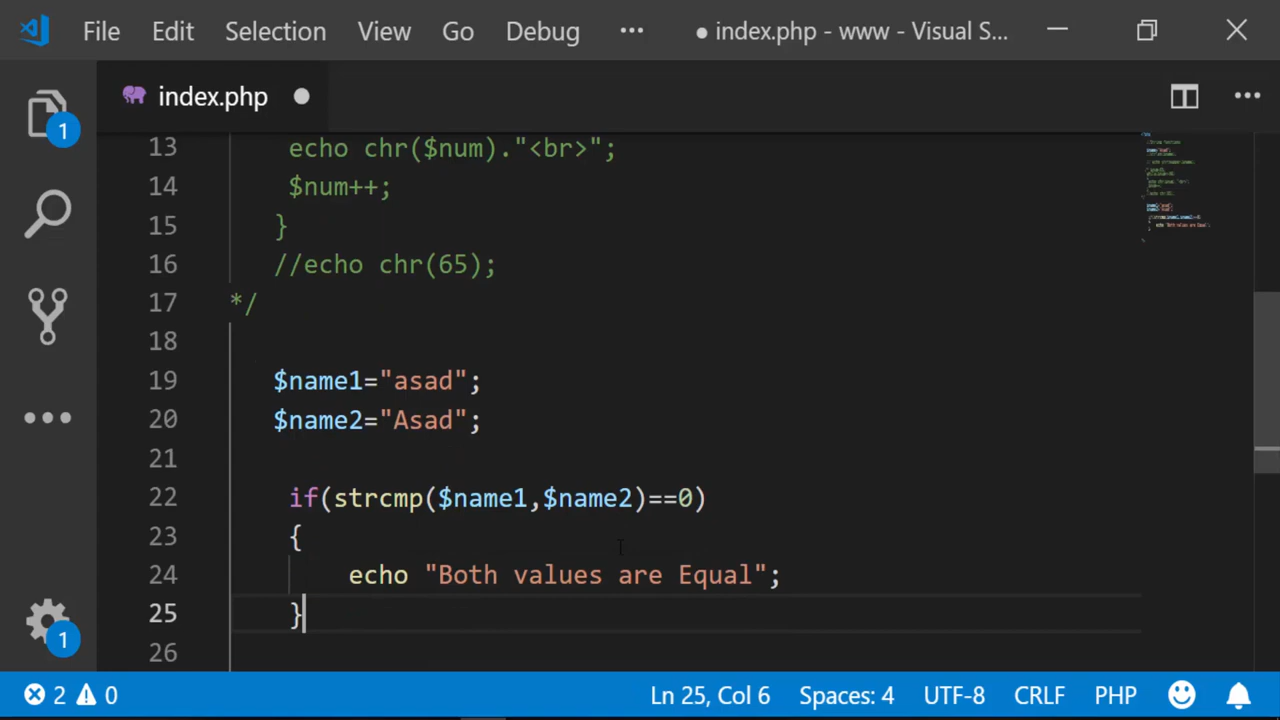 File Edit Selection View Go Debug ••• ● index.php - www - Visual S...
index.php
1
13 echo chr($num)."<br>";
14 $num++;
15 }
16 //echo chr(65);
17 */
18
19 $name1="asad";
20 $name2="Asad";
21
22 if(strcmp($name1,$name2)==0)
23 {
24 echo "Both values are Equal";
25 }
26
1
2 0 Ln 25, Col 6 Spaces: 4 UTF-8 CRLF PHP